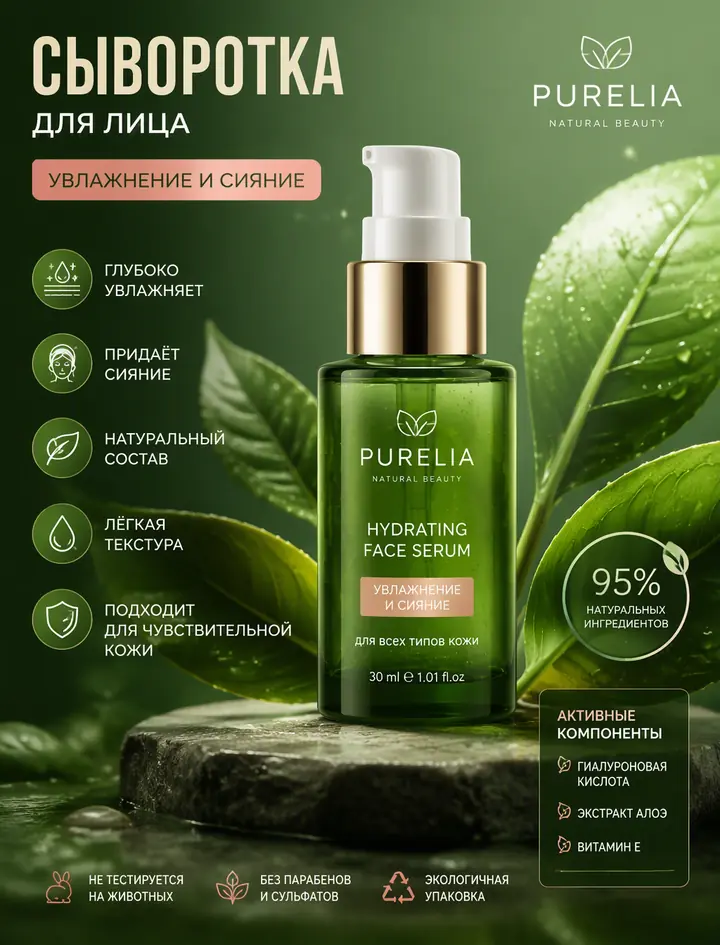 СЫВОРОТКА
ДЛЯ ЛИЦА
УВЛАЖНЕНИЕ И СИЯНИЕ
PURELIA
NATURAL BEAUTY
ГЛУБОКО
УВЛАЖНЯЕТ
ПРИДАЁТ
СИЯНИЕ
НАТУРАЛЬНЫЙ
СОСТАВ
ЛЁГКАЯ
ТЕКСТУРА
ПОДХОДИТ
ДЛЯ ЧУВСТВИТЕЛЬНОЙ
КОЖИ
PURELIA
NATURAL BEAUTY
HYDRATING
FACE SERUM
УВЛАЖНЕНИЕ
И СИЯНИЕ
для всех типов кожи
30 ml ℮ 1.01 fl.oz
95%
НАТУРАЛЬНЫХ
ИНГРЕДИЕНТОВ
АКТИВНЫЕ
КОМПОНЕНТЫ
ГИАЛУРОНОВАЯ
КИСЛОТА
ЭКСТРАКТ АЛОЭ
ВИТАМИН Е
НЕ ТЕСТИРУЕТСЯ
НА ЖИВОТНЫХ
БЕЗ ПАРАБЕНОВ
И СУЛЬФАТОВ
ЭКОЛОГИЧНАЯ
УПАКОВКА